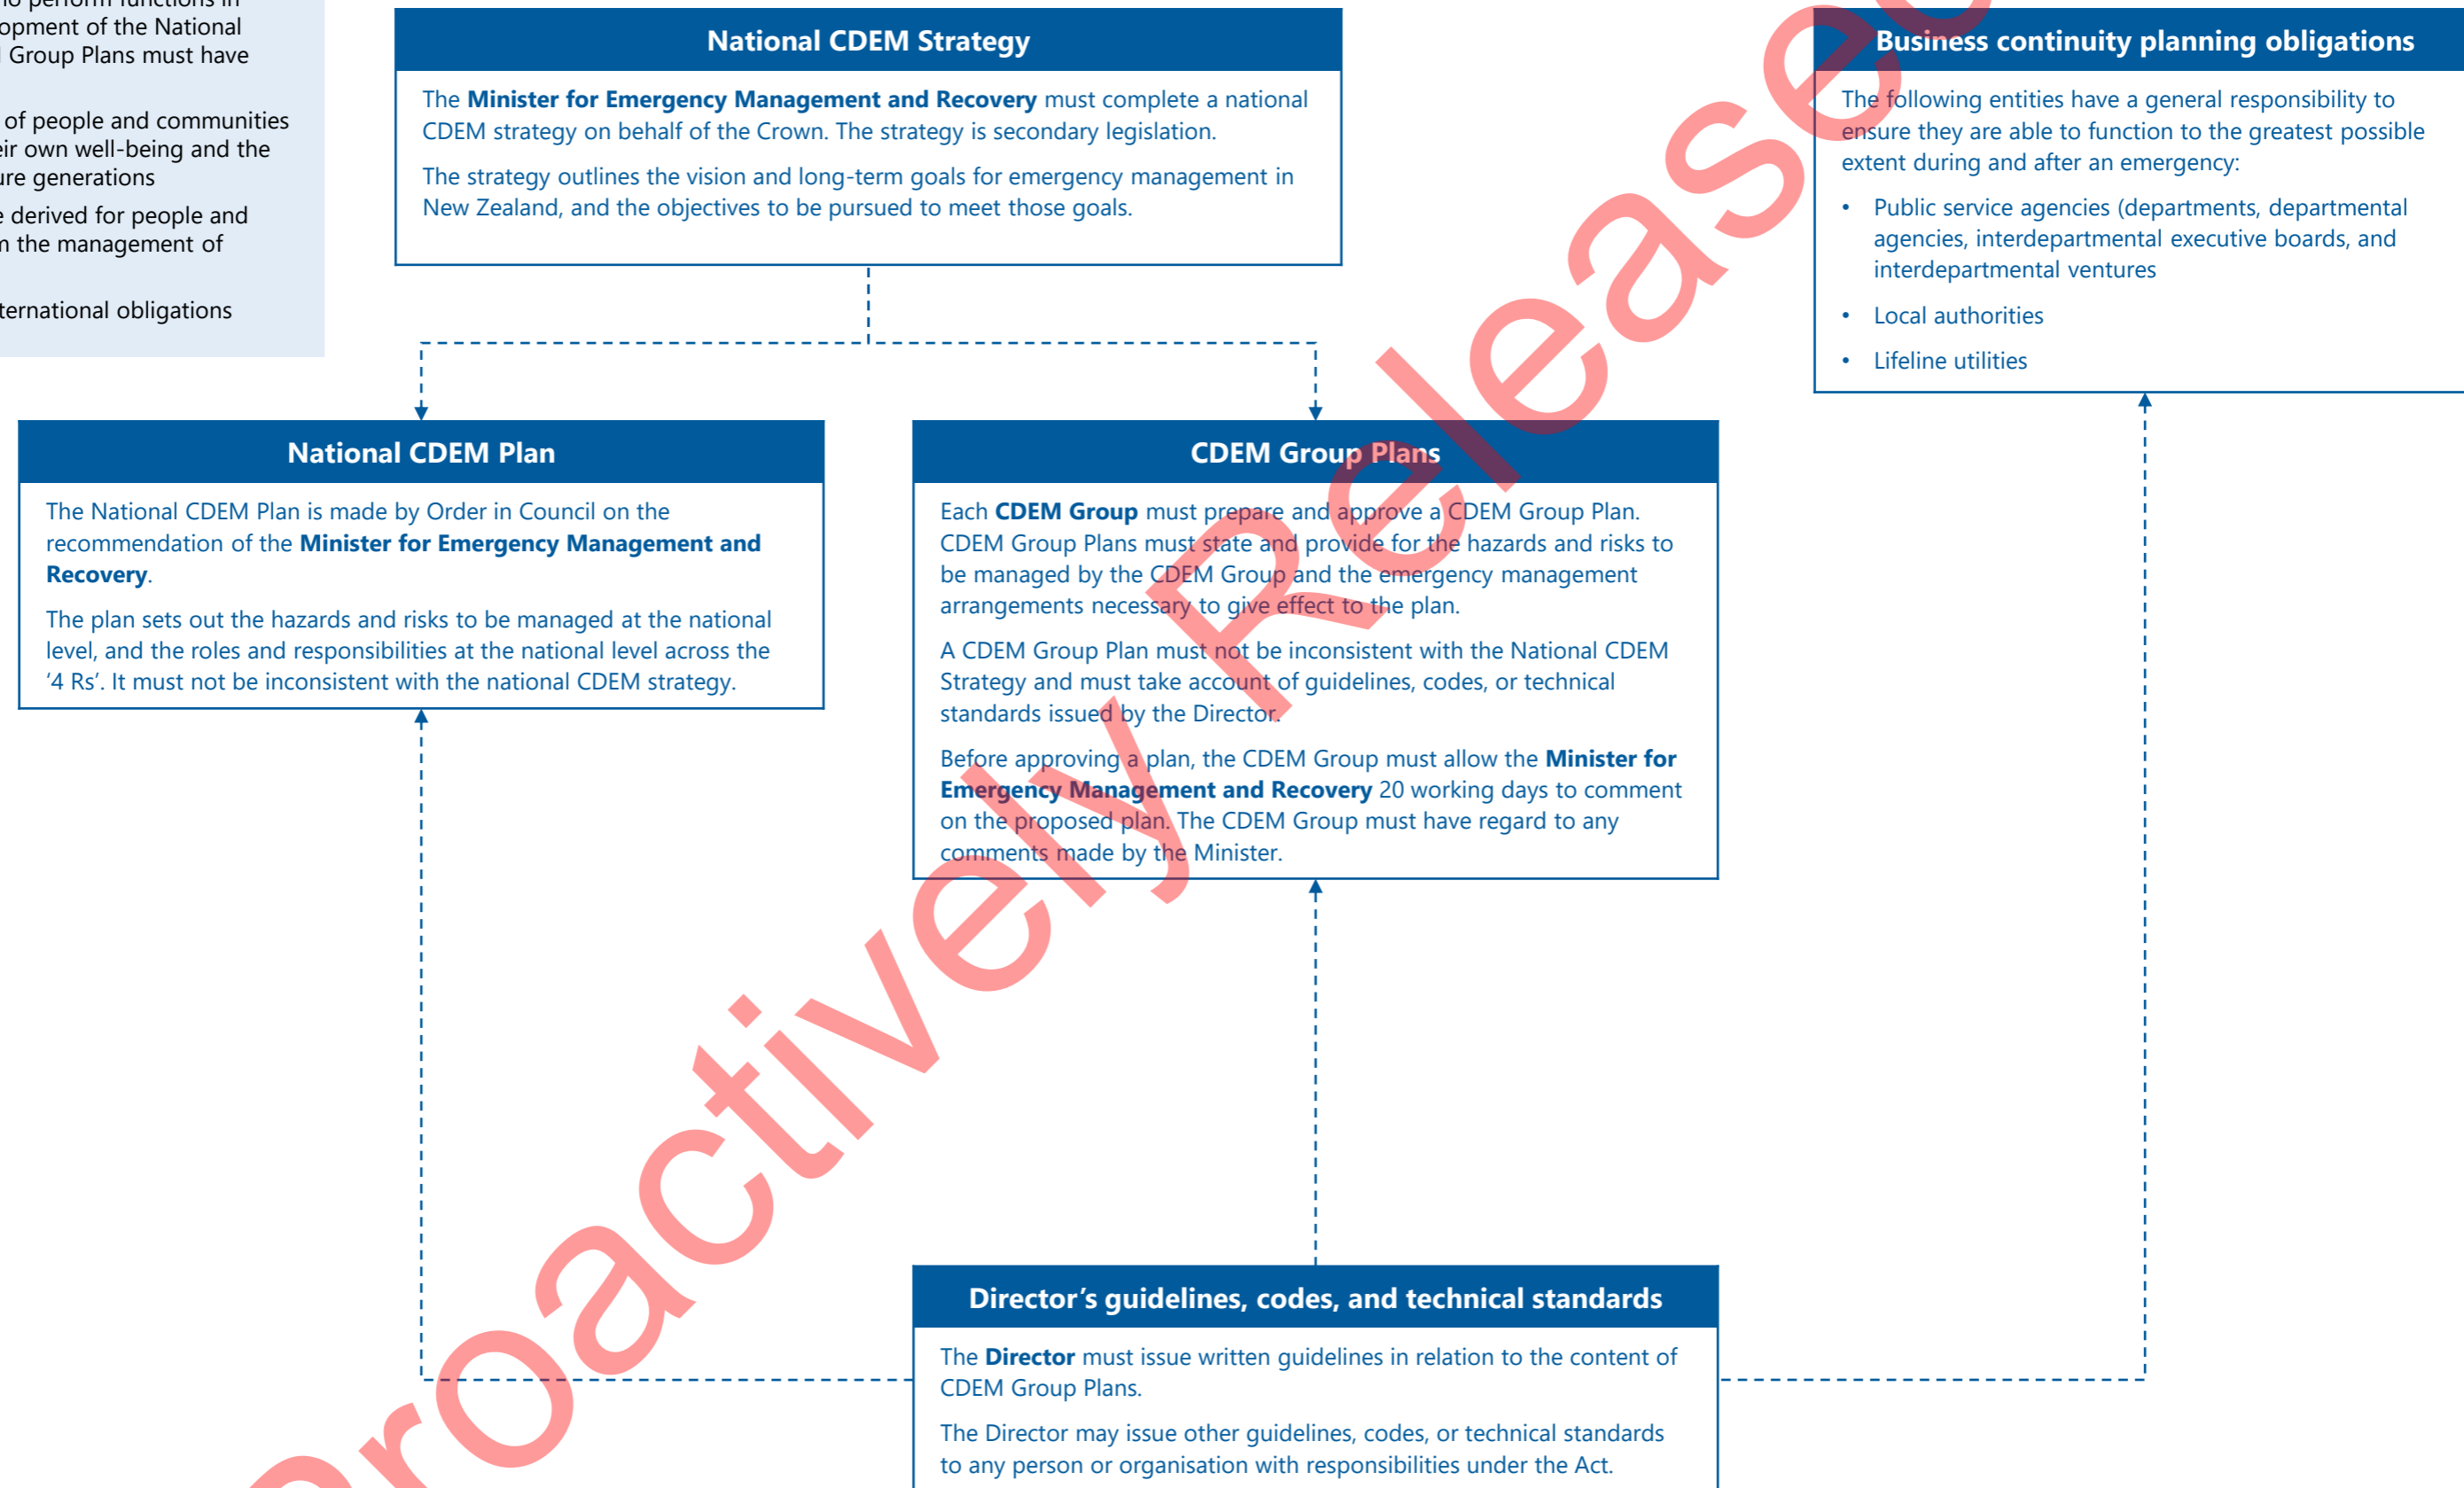 no perform functions in
opment of the National
Group Plans must have
of people and communities
eir own well-being and the
ure generations
e derived for people and
m the management of
ternational obligations
National CDEM Strategy
The Minister for Emergency Management and Recovery must complete a national
CDEM strategy on behalf of the Crown. The strategy is secondary legislation.
The strategy outlines the vision and long-term goals for emergency management in
New Zealand, and the objectives to be pursued to meet those goals.
Business continuity planning obligations
The following entities have a general responsibility to
ensure they are able to function to the greatest possible
extent during and after an emergency:
• Public service agencies (departments, departmental
agencies, interdepartmental executive boards, and
interdepartmental ventures
• Local authorities
• Lifeline utilities
National CDEM Plan
The National CDEM Plan is made by Order in Council on the
recommendation of the Minister for Emergency Management and
Recovery.
The plan sets out the hazards and risks to be managed at the national
level, and the roles and responsibilities at the national level across the
‘4 Rs’. It must not be inconsistent with the national CDEM strategy.
CDEM Group Plans
Each CDEM Group must prepare and approve a CDEM Group Plan.
CDEM Group Plans must state and provide for the hazards and risks to
be managed by the CDEM Group and the emergency management
arrangements necessary to give effect to the plan.
A CDEM Group Plan must not be inconsistent with the National CDEM
Strategy and must take account of guidelines, codes, or technical
standards issued by the Director.
Before approving a plan, the CDEM Group must allow the Minister for
Emergency Management and Recovery 20 working days to comment
on the proposed plan. The CDEM Group must have regard to any
comments made by the Minister.
Director’s guidelines, codes, and technical standards
The Director must issue written guidelines in relation to the content of
CDEM Group Plans.
The Director may issue other guidelines, codes, or technical standards
to any person or organisation with responsibilities under the Act.
Proactively Release